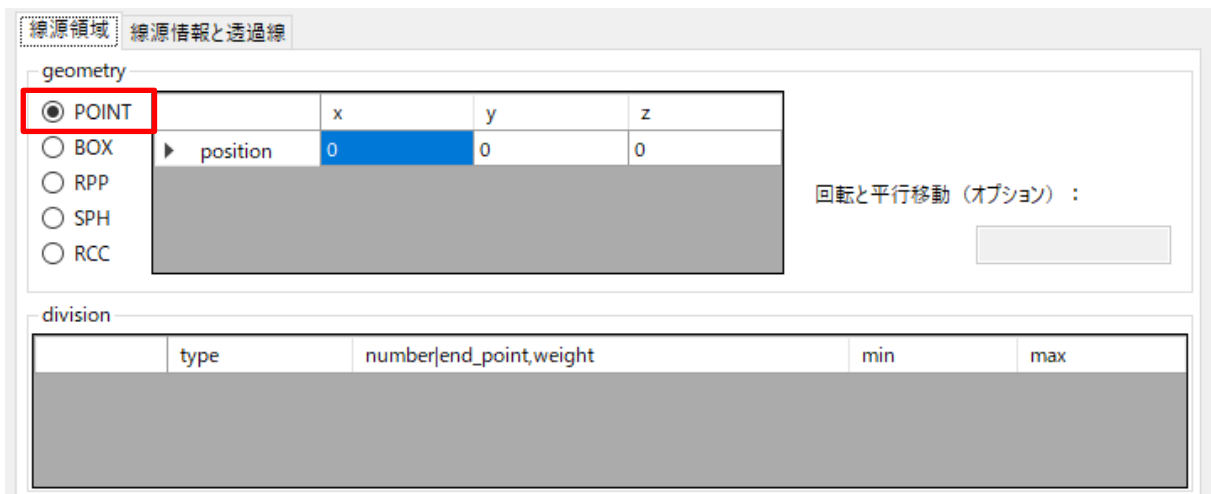 線源領域 線源情報と透過線
geometry
POINT
BOX
RPP
SPH
RCC
x y z
position 0 0 0
回転と平行移動（オプション）：
division
type number|end_point,weight min max